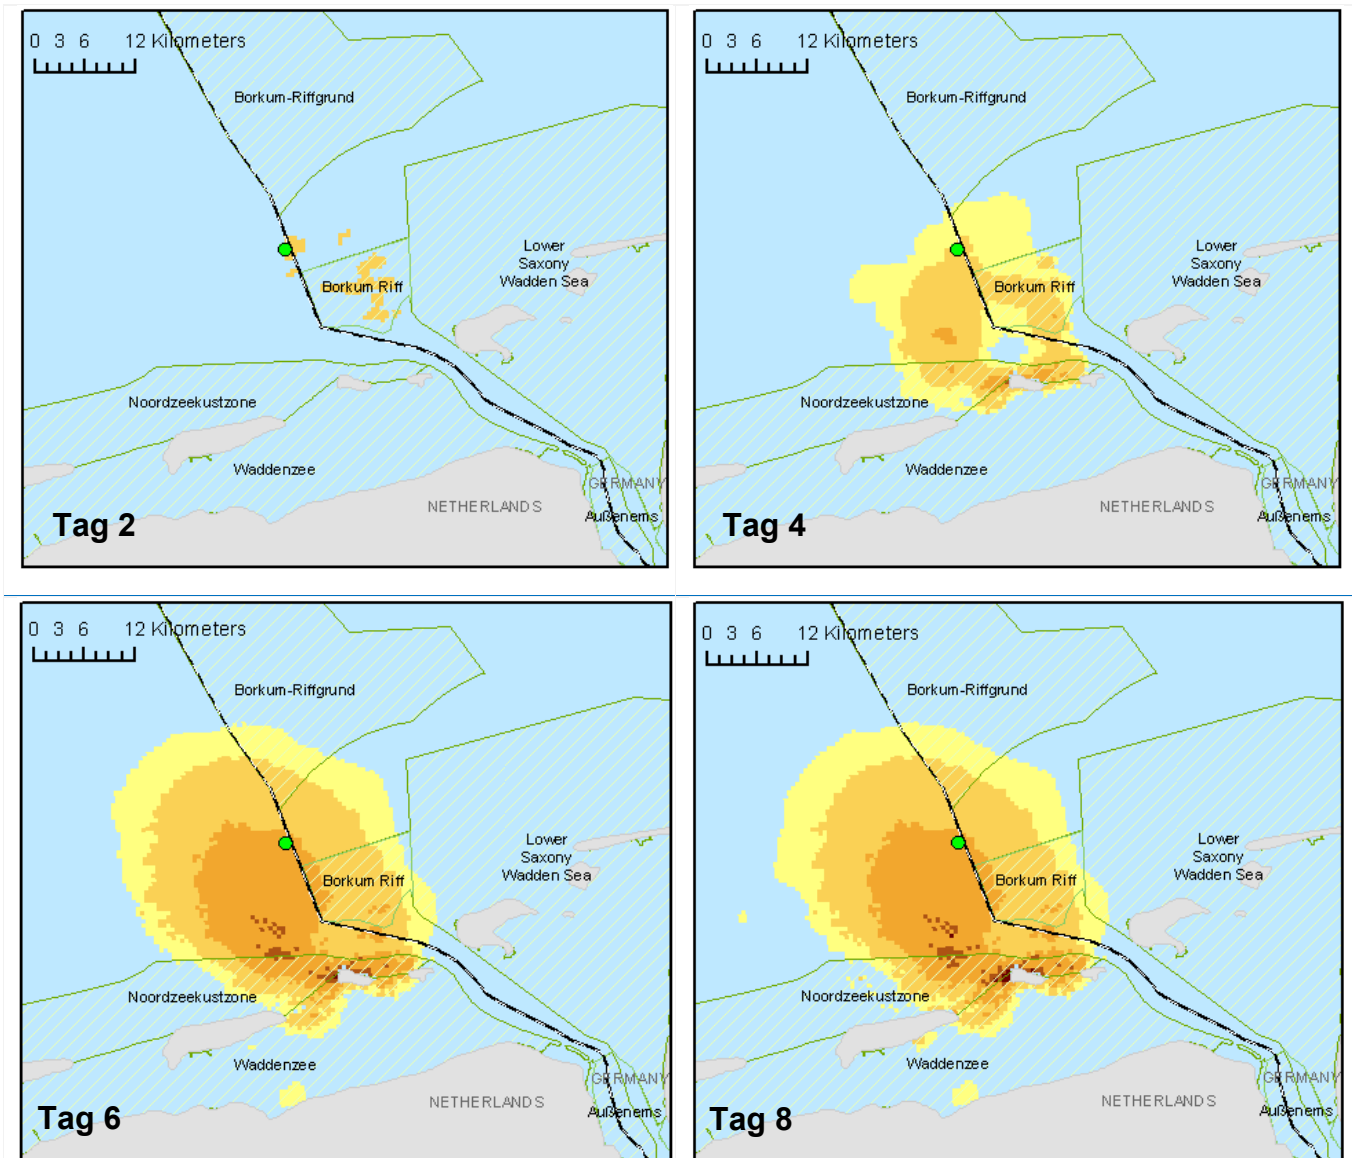 0 3 6 12 Kilometers
Borkum-Riffgrund
Lower
Saxony
Wadden Sea
Borkum Riff
Noordzeekustzone
Waddenzee
GERMANY
NETHERLANDS
Außenems
Tag 2
0 3 6 12 Kilometers
Borkum-Riffgrund
Lower
Saxony
Wadden Sea
Borkum Riff
Noordzeekustzone
Waddenzee
GERMANY
NETHERLANDS
Außenems
Tag 4
0 3 6 12 Kilometers
Borkum-Riffgrund
Lower
Saxony
Wadden Sea
Borkum Riff
Noordzeekustzone
Waddenzee
GERMANY
NETHERLANDS
Außenems
Tag 6
0 3 6 12 Kilometers
Borkum-Riffgrund
Lower
Saxony
Wadden Sea
Borkum Riff
Noordzeekustzone
Waddenzee
GERMANY
NETHERLANDS
Außenems
Tag 8